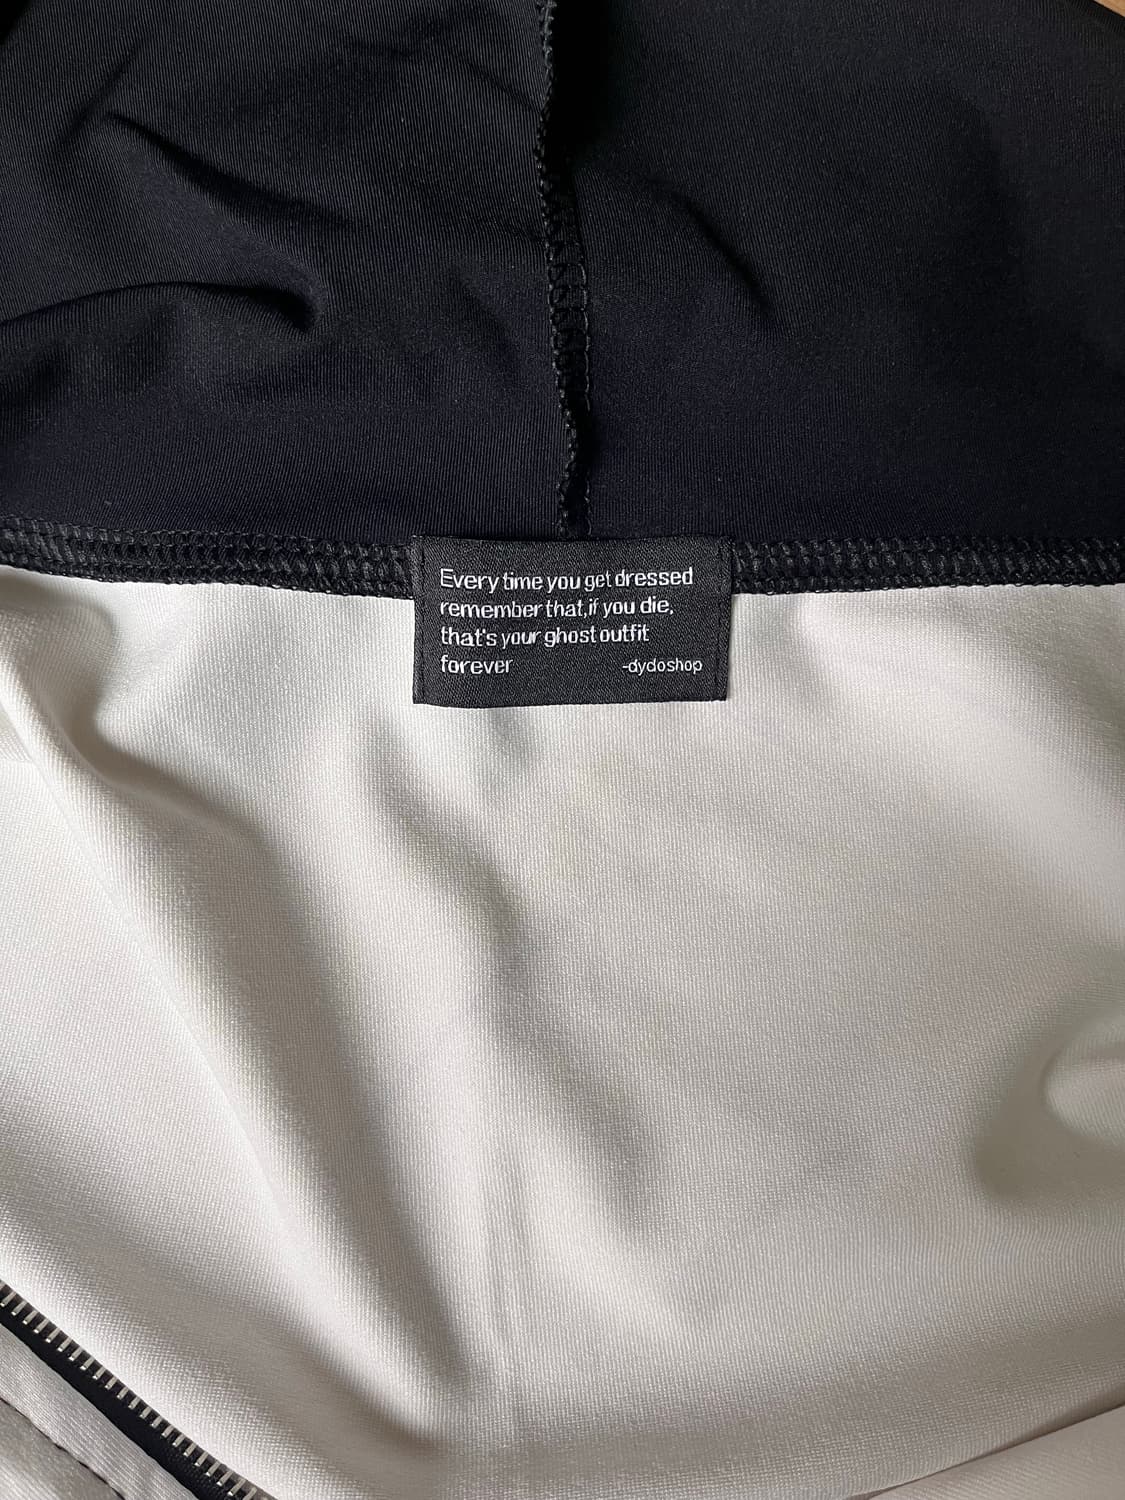 Every time you get dressed
remember that,if you die,
that's your ghost outfit
forever -dydoshop